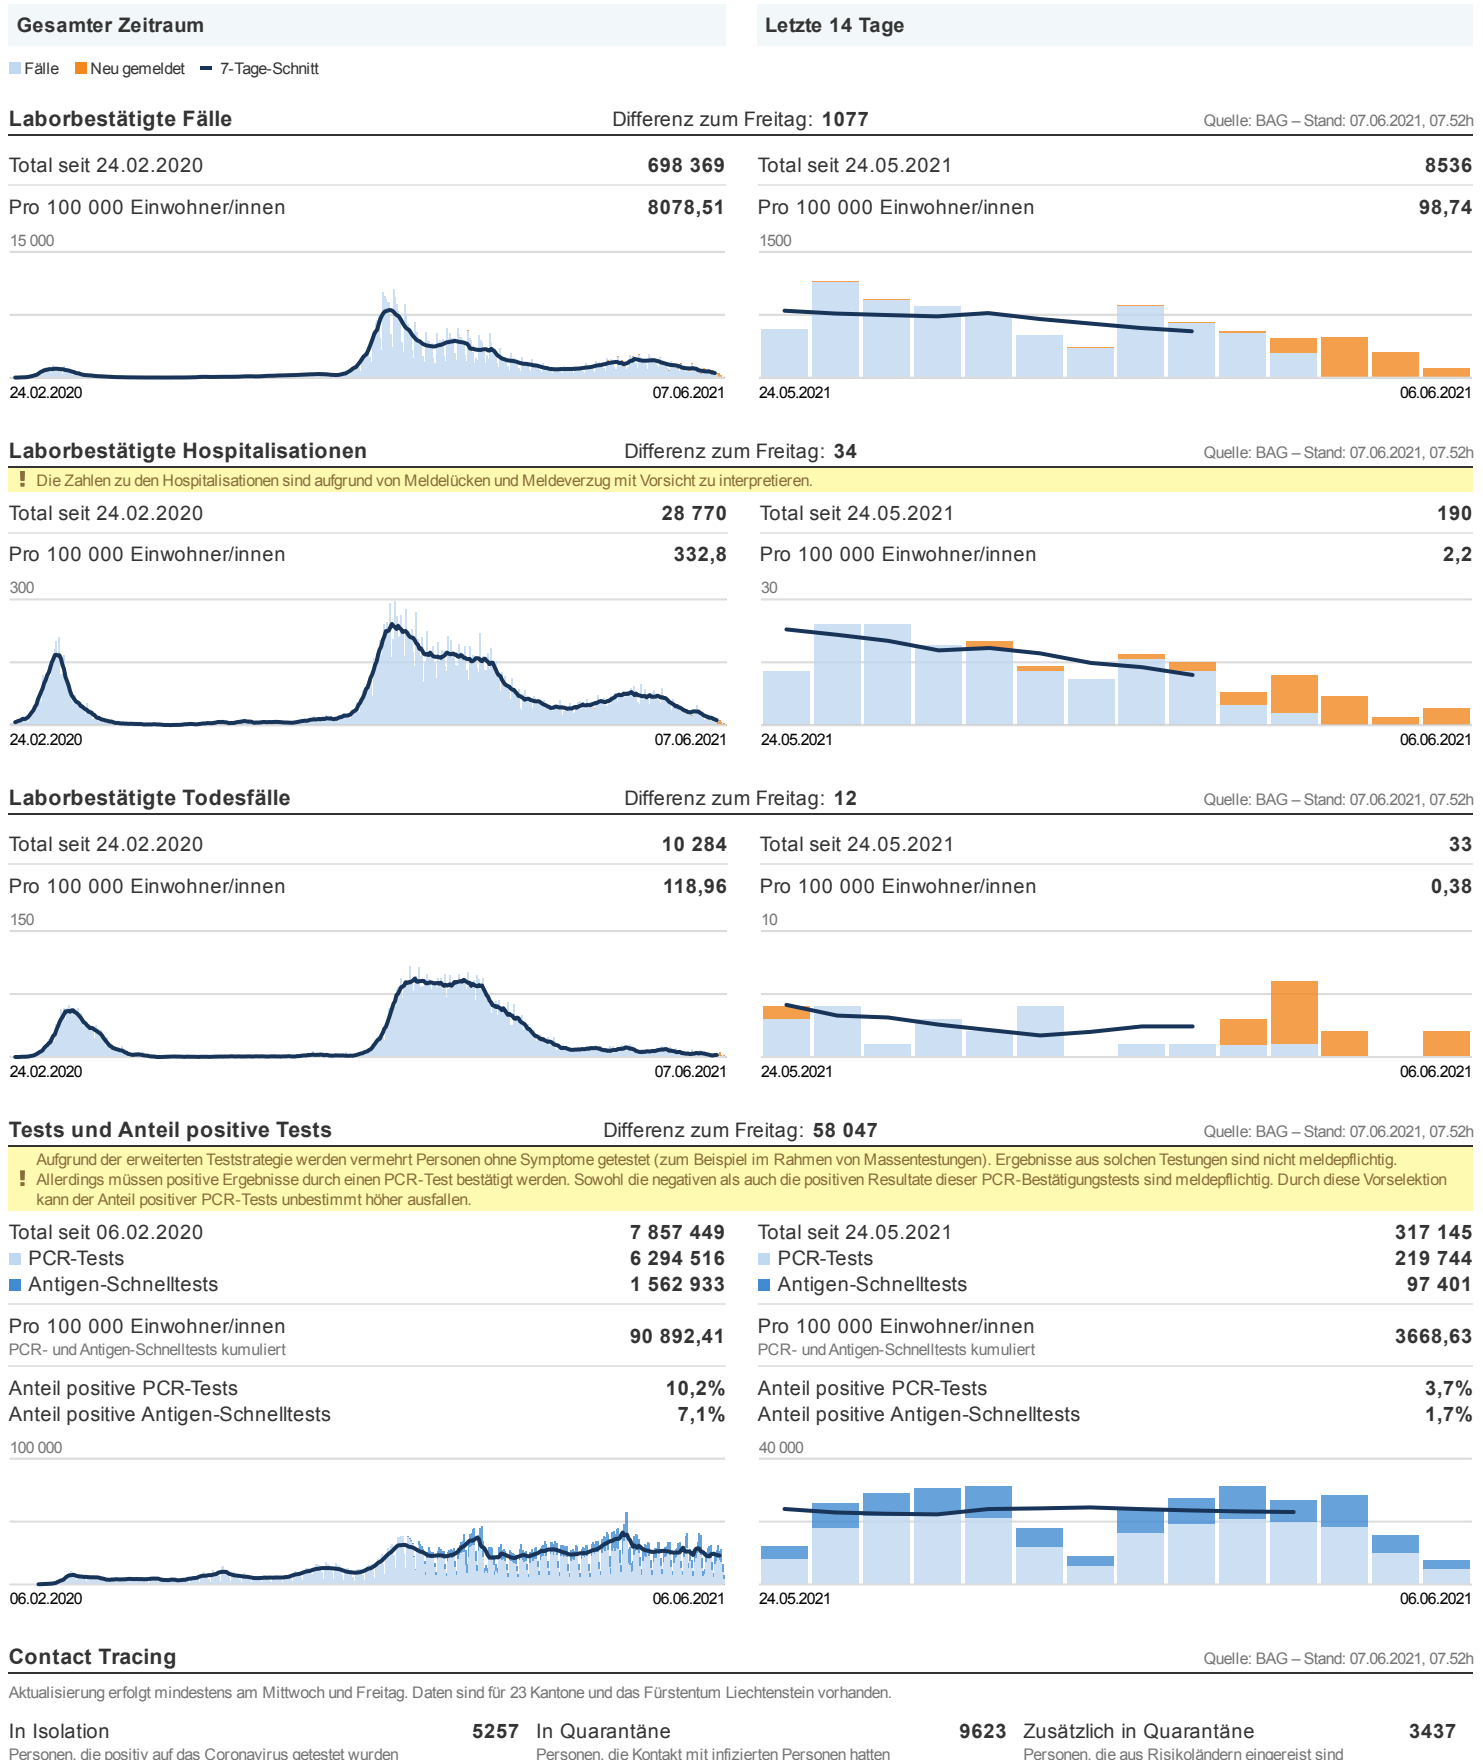 Gesamter Zeitraum
Letzte 14 Tage
Fälle Neu gemeldet 7-Tage-Schnitt
Laborbestätigte Fälle Differenz zum Freitag: 1077 Quelle: BAG – Stand: 07.06.2021, 07.52h
Total seit 24.02.2020 698 369
Pro 100 000 Einwohner/innen 8078,51
15 000
24.02.2020 07.06.2021
Total seit 24.05.2021 8536
Pro 100 000 Einwohner/innen 98,74
1500
24.05.2021 06.06.2021
Laborbestätigte Hospitalisationen Differenz zum Freitag: 34 Quelle: BAG – Stand: 07.06.2021, 07.52h
! Die Zahlen zu den Hospitalisationen sind aufgrund von Meldelücken und Meldeverzug mit Vorsicht zu interpretieren.
Total seit 24.02.2020 28 770
Pro 100 000 Einwohner/innen 332,8
300
24.02.2020 07.06.2021
Total seit 24.05.2021 190
Pro 100 000 Einwohner/innen 2,2
30
24.05.2021 06.06.2021
Laborbestätigte Todesfälle Differenz zum Freitag: 12 Quelle: BAG – Stand: 07.06.2021, 07.52h
Total seit 24.02.2020 10 284
Pro 100 000 Einwohner/innen 118,96
150
24.02.2020 07.06.2021
Total seit 24.05.2021 33
Pro 100 000 Einwohner/innen 0,38
10
24.05.2021 06.06.2021
Tests und Anteil positive Tests Differenz zum Freitag: 58 047 Quelle: BAG – Stand: 07.06.2021, 07.52h
Aufgrund der erweiterten Teststrategie werden vermehrt Personen ohne Symptome getestet (zum Beispiel im Rahmen von Massentestungen). Ergebnisse aus solchen Testungen sind nicht meldepflichtig.
! Allerdings müssen positive Ergebnisse durch einen PCR-Test bestätigt werden. Sowohl die negativen als auch die positiven Resultate dieser PCR-Bestätigungstests sind meldepflichtig. Durch diese Vorselektion
kann der Anteil positiver PCR-Tests unbestimmt höher ausfallen.
Total seit 06.02.2020 7 857 449
PCR-Tests 6 294 516
Antigen-Schnelltests 1 562 933
Pro 100 000 Einwohner/innen 90 892,41
PCR- und Antigen-Schnelltests kumuliert
Anteil positive PCR-Tests 10,2%
Anteil positive Antigen-Schnelltests 7,1%
100 000
06.02.2020 06.06.2021
Total seit 24.05.2021 317 145
PCR-Tests 219 744
Antigen-Schnelltests 97 401
Pro 100 000 Einwohner/innen 3668,63
PCR- und Antigen-Schnelltests kumuliert
Anteil positive PCR-Tests 3,7%
Anteil positive Antigen-Schnelltests 1,7%
40 000
24.05.2021 06.06.2021
Contact Tracing Quelle: BAG – Stand: 07.06.2021, 07.52h
Aktualisierung erfolgt mindestens am Mittwoch und Freitag. Daten sind für 23 Kantone und das Fürstentum Liechtenstein vorhanden.
In Isolation 5257
Personen, die positiv auf das Coronavirus getestet wurden
In Quarantäne 9623
Personen, die Kontakt mit infizierten Personen hatten
Zusätzlich in Quarantäne 3437
Personen, die aus Risikoländern eingereist sind